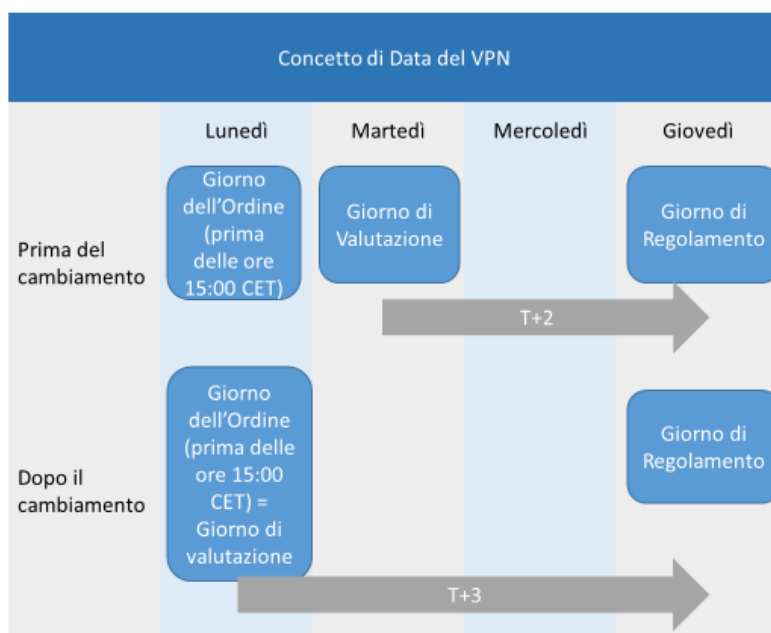 Concetto di Data del VPN
Lunedì
Martedì
Mercoledì
Giovedì
Prima del
cambiamento
Giorno
dell'Ordine
(prima
delle ore
15:00 CET)
Giorno di
Valutazione
Giorno di
Regolamento
T+2
Dopo il
cambiamento
Giorno
dell'Ordine
(prima delle
ore 15:00
CET) =
Giorno di
valutazione
Giorno di
Regolamento
T+3